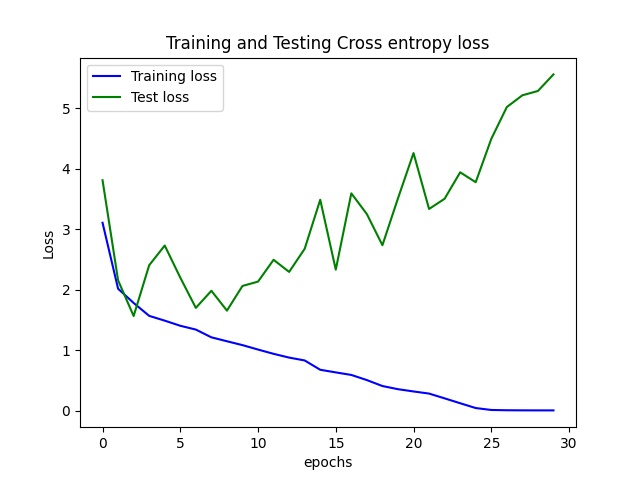 Training and Testing Cross entropy loss
Training loss
Test loss
Loss
5
4
3
2
1
0
0 5 10 15 20 25 30
epochs